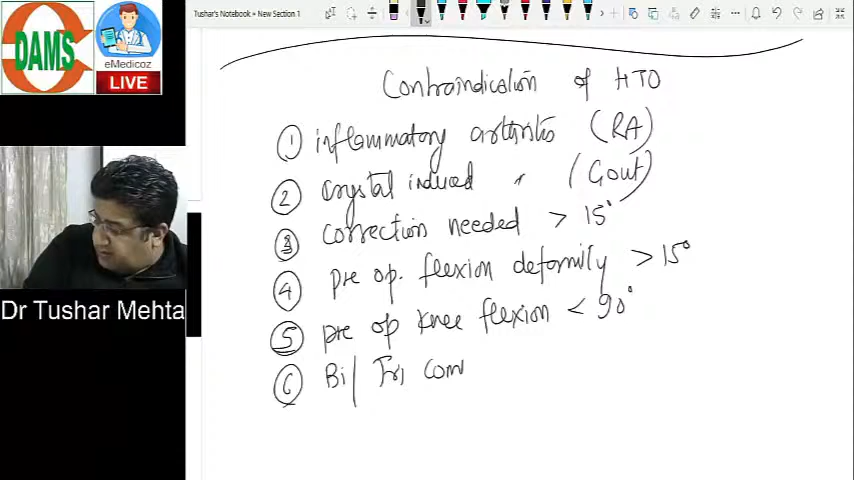 DAMS
eMedicoz
LIVE
Tushar's Notebook » New Section 1
Contraindication of HTO
1 inflammatory arthritis (RA)
2 crystal induced " (Gout)
3 correction needed > 15°
4 pre op. flexion deformity > 15°
5 pre op knee flexion < 90°
6 Bi/ Tri com
Dr Tushar Mehta